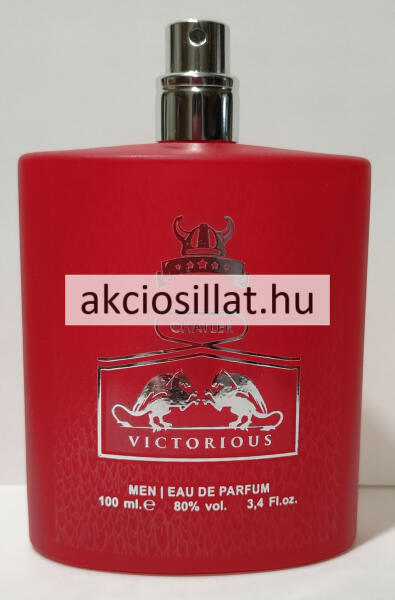 akciosillat.hu
CHATLER
VICTORIOUS
MEN | EAU DE PARFUM
100 ml.e 80% vol. 3,4 Fl.oz.